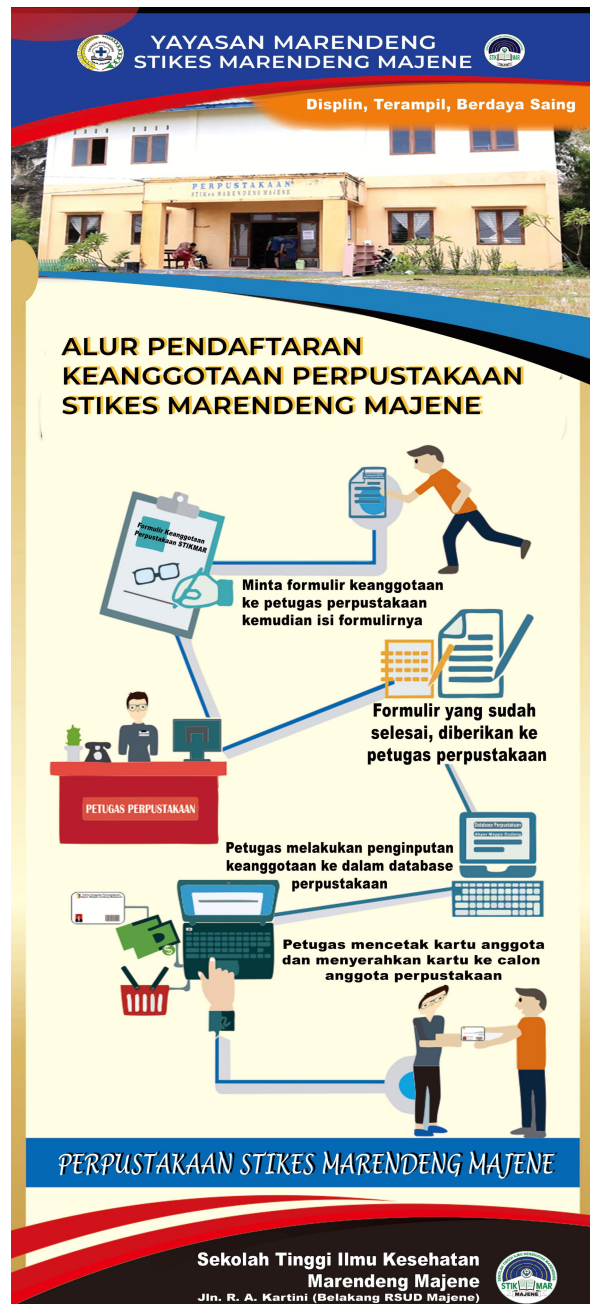 YAYASAN MARENDENG
STIKES MARENDENG MAJENE
Displin, Terampil, Berdaya Saing
PERPUSTAKAAN
STIKes MARENDENG MAJENE
ALUR PENDAFTARAN
KEANGGOTAAN PERPUSTAKAAN
STIKES MARENDENG MAJENE
Formulir Keanggotaan
Perpustakaan STIKMAR
Minta formulir keanggotaan
ke petugas perpustakaan
kemudian isi formulirnya
Formulir yang sudah
selesai, diberikan ke
petugas perpustakaan
PETUGAS PERPUSTAKAAN
Database Perpustakaan
Petugas melakukan penginputan
keanggotaan ke dalam database
perpustakaan
Petugas mencetak kartu anggota
dan menyerahkan kartu ke calon
anggota perpustakaan
PERPUSTAKAAN STIKES MARENDENG MAJENE
Sekolah Tinggi Ilmu Kesehatan
Marendeng Majene
Jln. R. A. Kartini (Belakang RSUD Majene)
STIK MAR
MAJENE